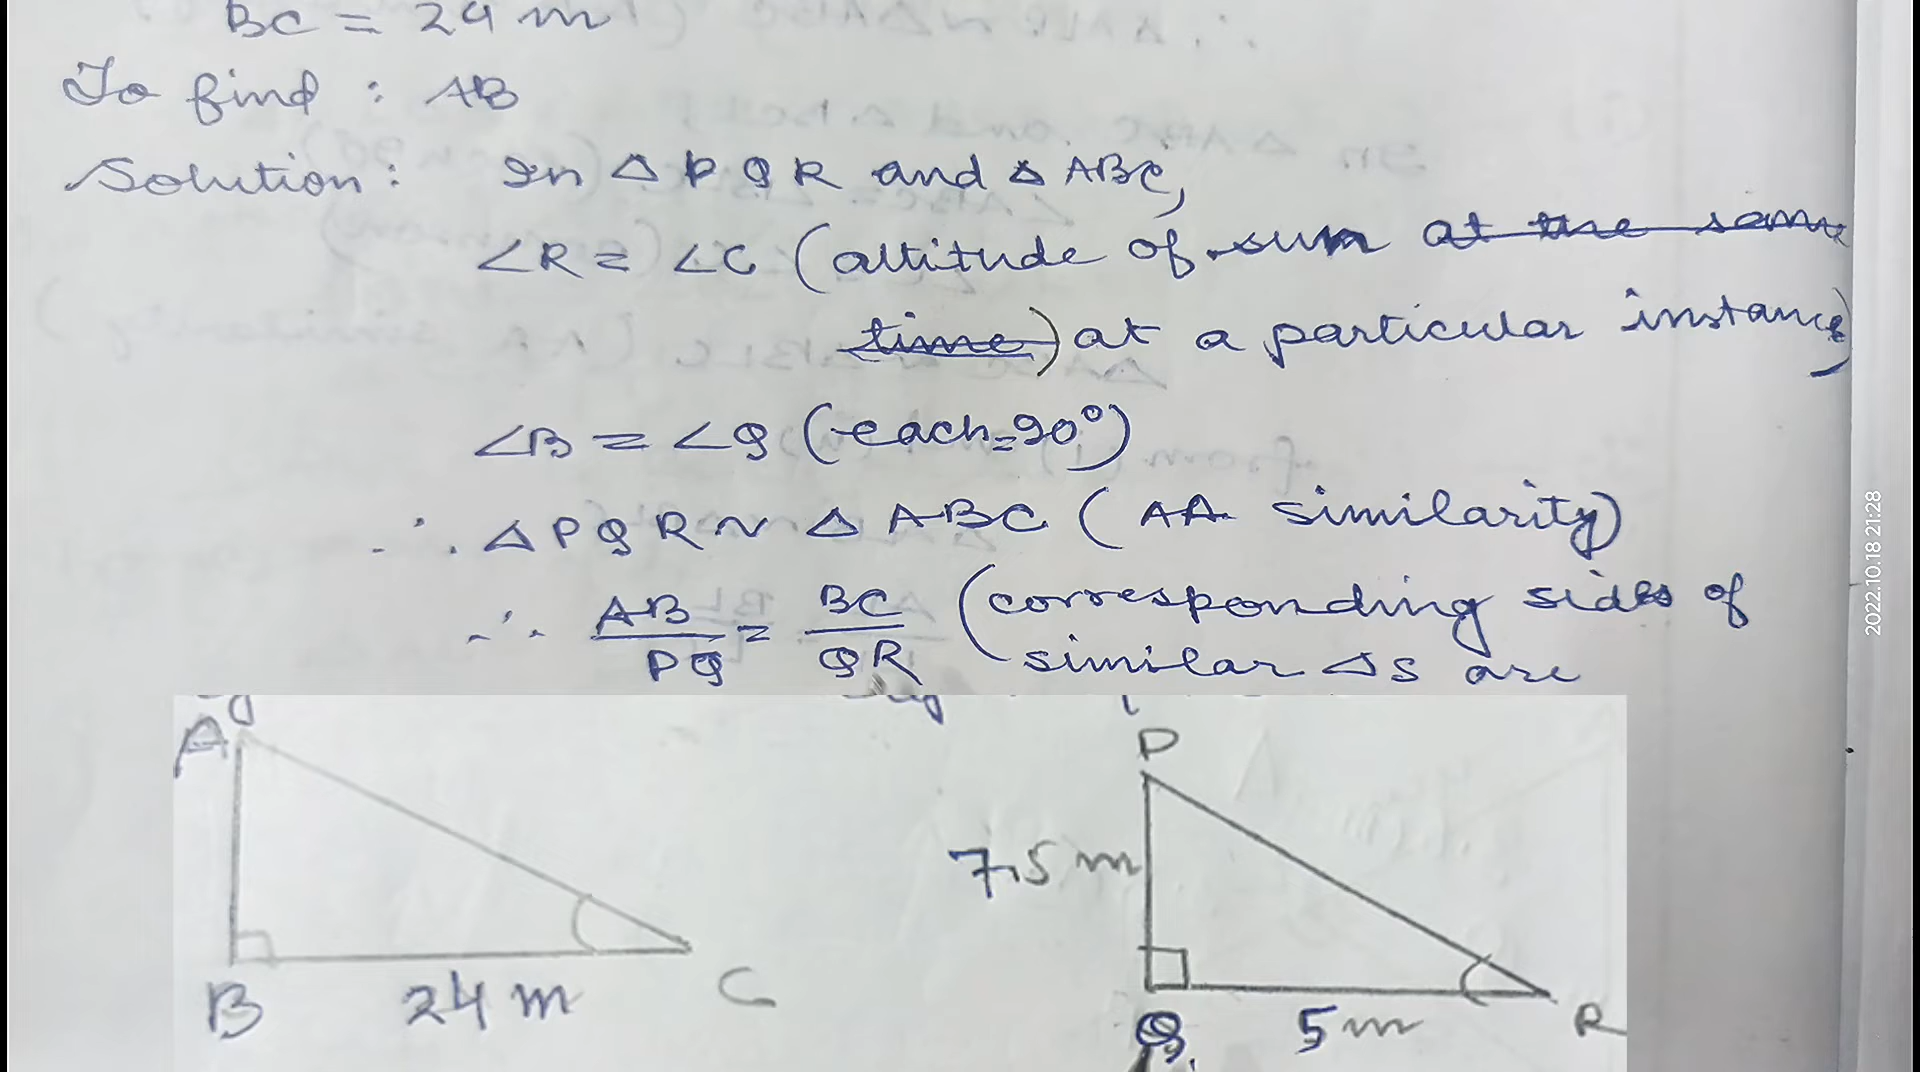 BC = 24 m
To find : AB
Solution : In △ PQR and △ ABC,
∠R = ∠C (altitude of sun at the same
time) at a particular instance)
∠B = ∠Q (each = 90°)
∴ △ PQR ~ △ ABC (AA similarity)
∴ AB/PQ = BC/QR (corresponding sides of
similar △s are
A
B
24 m
C
P
7.5 m
Q
5 m
R
2022.10.18 21:28